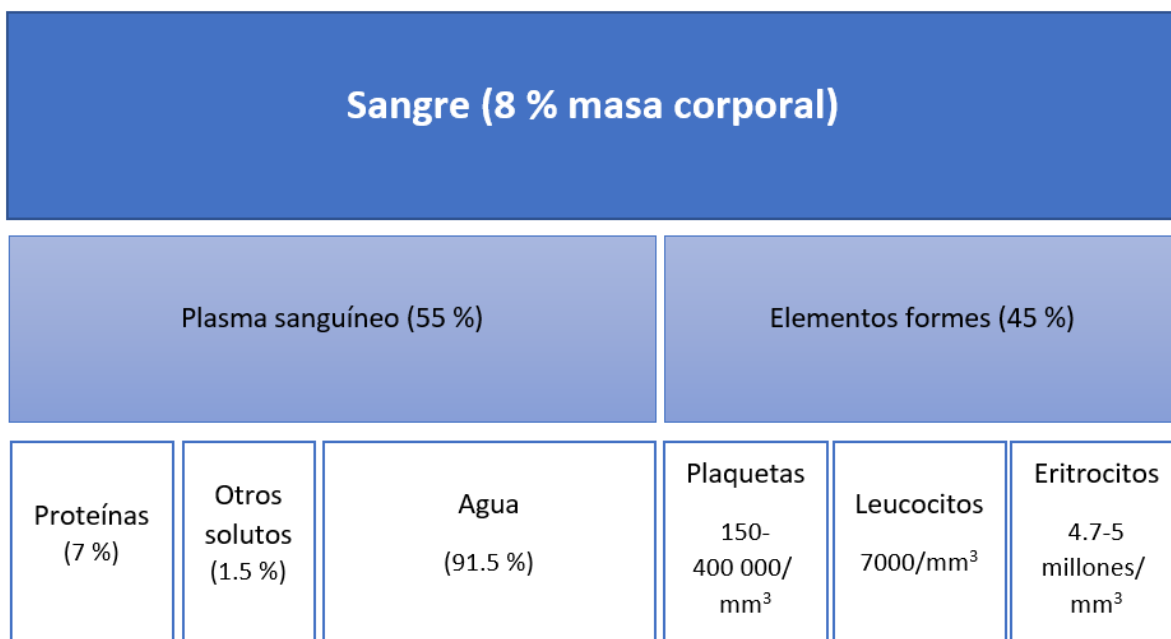 Sangre (8 % masa corporal)
Plasma sanguíneo (55 %)
Elementos formes (45 %)
Proteínas
(7 %)
Otros
solutos
(1.5 %)
Agua
(91.5 %)
Plaquetas
150-
400 000/
mm³
Leucocitos
7000/mm³
Eritrocitos
4.7-5
millones/
mm³